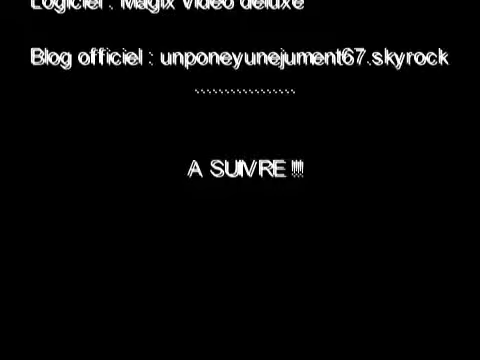 Logiciel : Magix Video deluxe
Blog officiel : unponeyunejument67.skyrock
A SUIVRE !!!